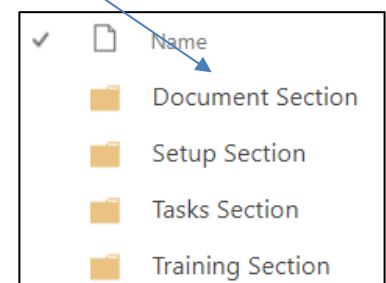 Name
Document Section
Setup Section
Tasks Section
Training Section